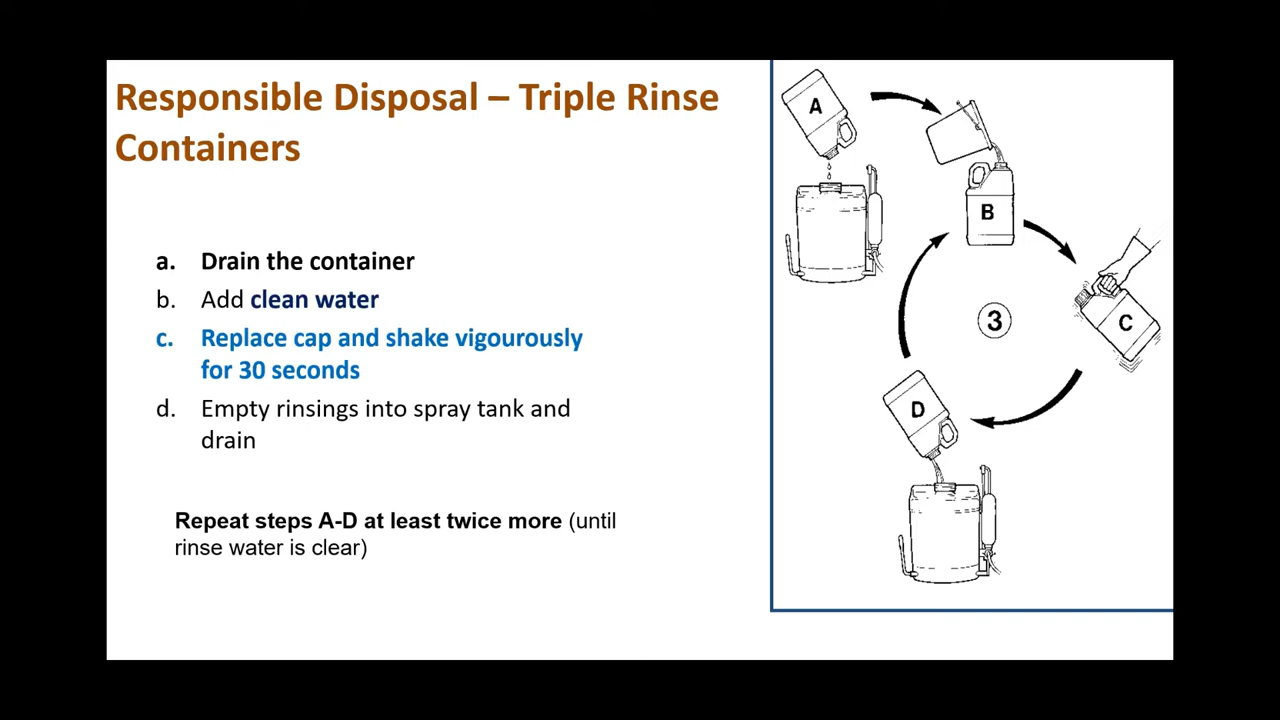 Responsible Disposal – Triple Rinse
Containers
a. Drain the container
b. Add clean water
c. Replace cap and shake vigourously
for 30 seconds
d. Empty rinsings into spray tank and
drain
Repeat steps A-D at least twice more (until
rinse water is clear)
A
B
C
3
D